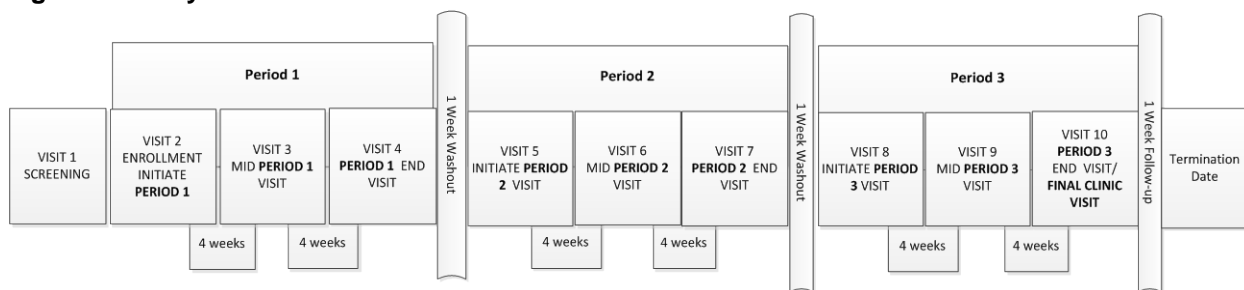 Period 1
Period 2
Period 3
VISIT 1
SCREENING
VISIT 2
ENROLLMENT
INITIATE
PERIOD 1
VISIT 3
MID PERIOD 1
VISIT
VISIT 4
PERIOD 1 END
VISIT
1 Week Washout
VISIT 5
INITIATE PERIOD
2 VISIT
VISIT 6
MID PERIOD 2
VISIT
VISIT 7
PERIOD 2 END
VISIT
1 Week Washout
VISIT 8
INITIATE PERIOD
3 VISIT
VISIT 9
MID PERIOD 3
VISIT
VISIT 10
PERIOD 3
END VISIT/
FINAL CLINIC
VISIT
1 Week Follow-up
Termination
Date
4 weeks
4 weeks
4 weeks
4 weeks
4 weeks
4 weeks